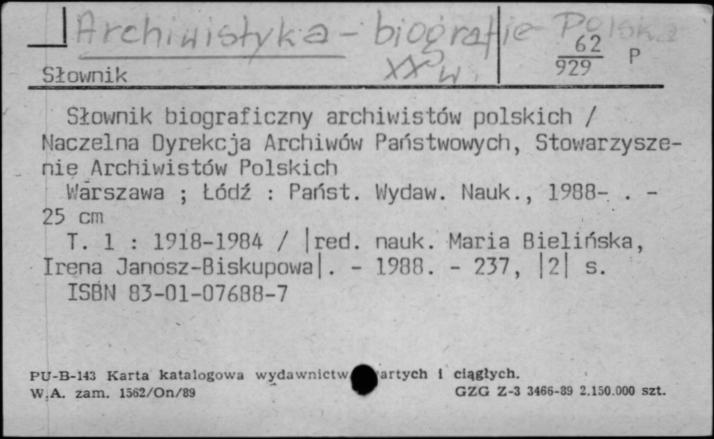 Archiwistyka - biografie Polska
XX w.
62
929 P
Słownik
Słownik biograficzny archiwistów polskich /
Naczelna Dyrekcja Archiwów Państwowych, Stowarzysze-
nie Archiwistów Polskich
Warszawa ; Łódź : Państ. Wydaw. Nauk., 1988- . -
25 cm
T. 1 : 1918-1984 / |red. nauk. Maria Bielińska,
Irena Janosz-Biskupowa|. - 1988. - 237, |2| s.
ISBN 83-01-07688-7
PU-B-143 Karta katalogowa wydawnictw artych i ciągłych.
W.A. zam. 1562/On/89 GZG Z-3 3466-89 2.150.000 szt.